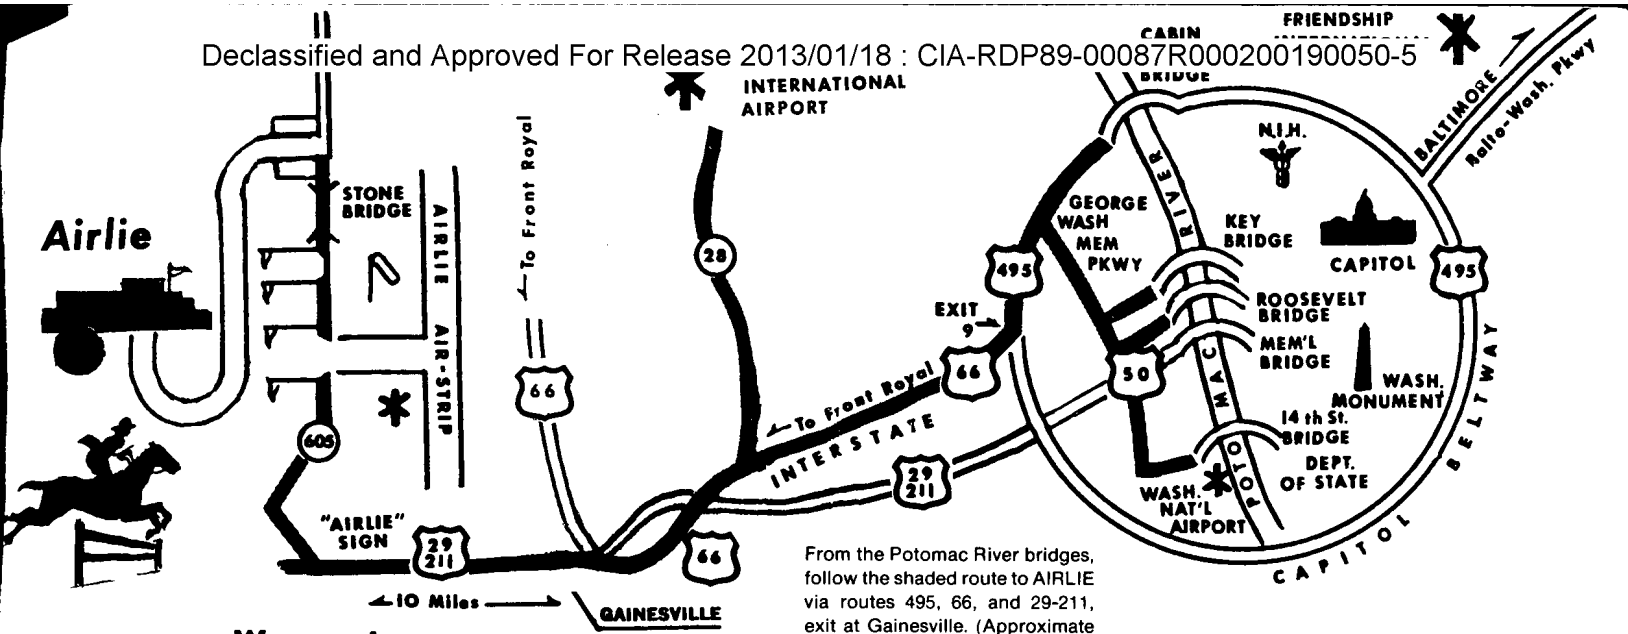 FRIENDSHIP
INTERNATIONAL
CABIN
Declassified and Approved For Release 2013/01/18 : CIA-RDP89-00087R000200190050-5
BRIDGE
INTERNATIONAL
AIRPORT
BALTIMORE
Balto-Wash. Pkwy
To Front Royal
N.I.H.
RIVER
STONE
BRIDGE
AIRLIE AIR-STRIP
Airlie
GEORGE
WASH
MEM
PKWY
KEY
BRIDGE
CAPITOL
28
495
495
EXIT
9
ROOSEVELT
BRIDGE
MEM'L
BRIDGE
66
66
50
To Front Royal
INTERSTATE
WASH.
MONUMENT
POTOMAC
14 th St.
BRIDGE
DEPT.
OF STATE
605
29
211
WASH.
NAT'L
AIRPORT
CAPITOL BELTWAY
"AIRLIE"
SIGN
29
211
66
10 Miles
GAINESVILLE
From the Potomac River bridges,
follow the shaded route to AIRLIE
via routes 495, 66, and 29-211,
exit at Gainesville. (Approximate